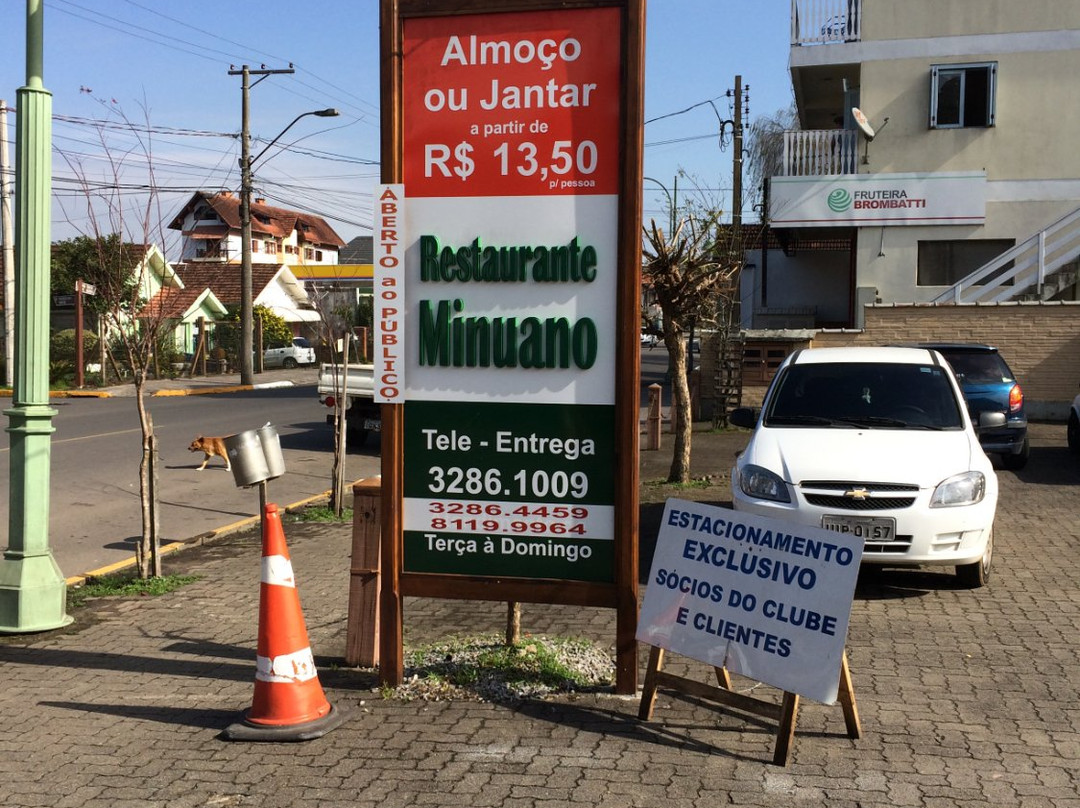 Almoço
ou Jantar
a partir de
R$ 13,50
p/ pessoa
ABERTO ao PÚBLICO.
Restaurante
Minuano
Tele - Entrega
3286.1009
3286.4459
8119.9964
Terça à Domingo
FRUTEIRA
BROMBATTI
ESTACIONAMENTO
EXCLUSIVO
SÓCIOS DO CLUBE
E CLIENTES